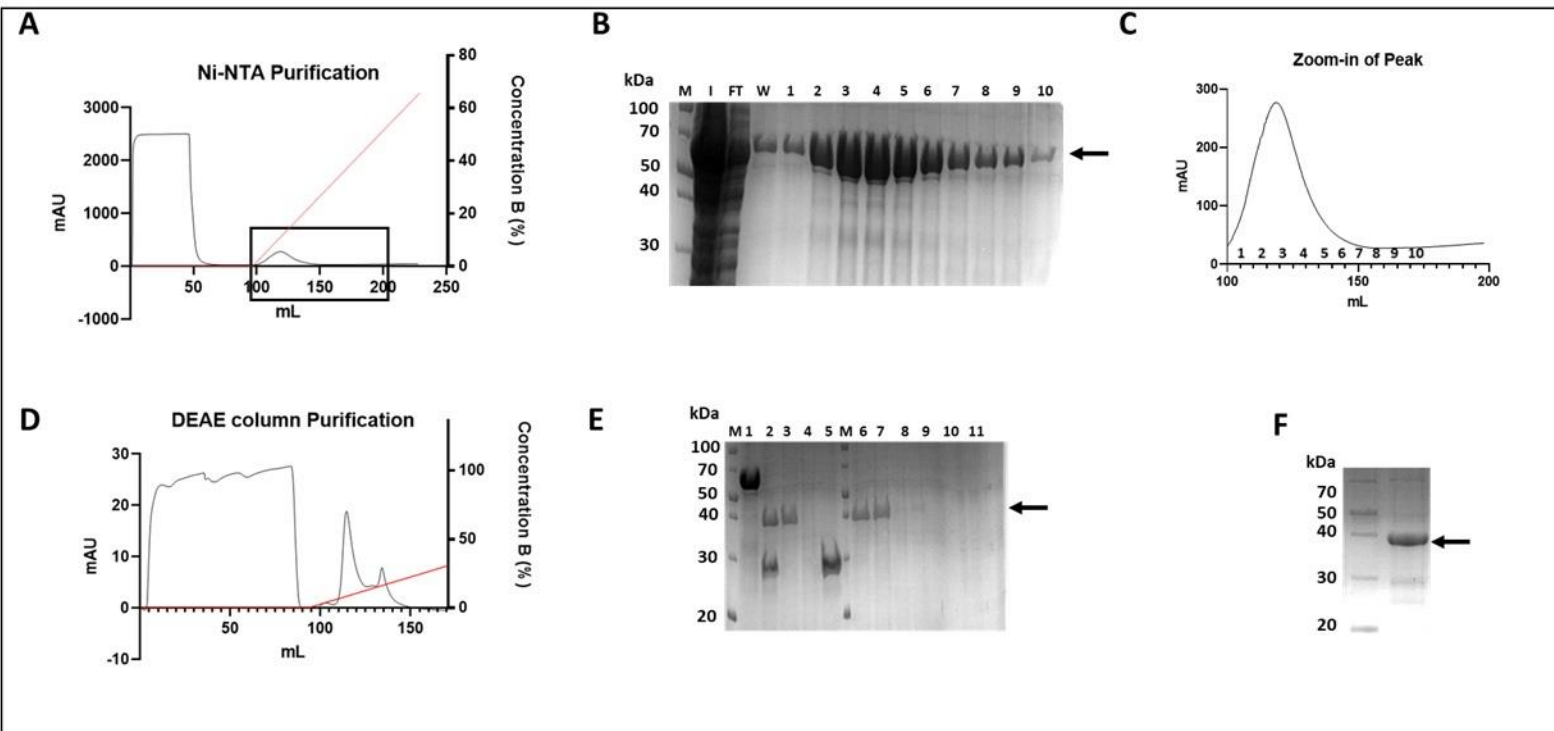 A
Ni-NTA Purification
3000
2000
1000
0
-1000
mAU
50
100
150
200
250
mL
80
60
40
20
0
Concentration B (%)
B
kDa
M I FT W 1 2 3 4 5 6 7 8 9 10
100
70
50
40
30
C
Zoom-in of Peak
300
200
100
0
mAU
1 2 3 4 5 6 7 8 9 10
100
150
200
mL
D
DEAE column Purification
30
20
10
0
-10
mAU
50
100
150
mL
100
50
0
Concentration B (%)
E
kDa
M 1 2 3 4 5 M 6 7 8 9 10 11
100
70
50
40
30
20
F
kDa
70
50
40
30
20